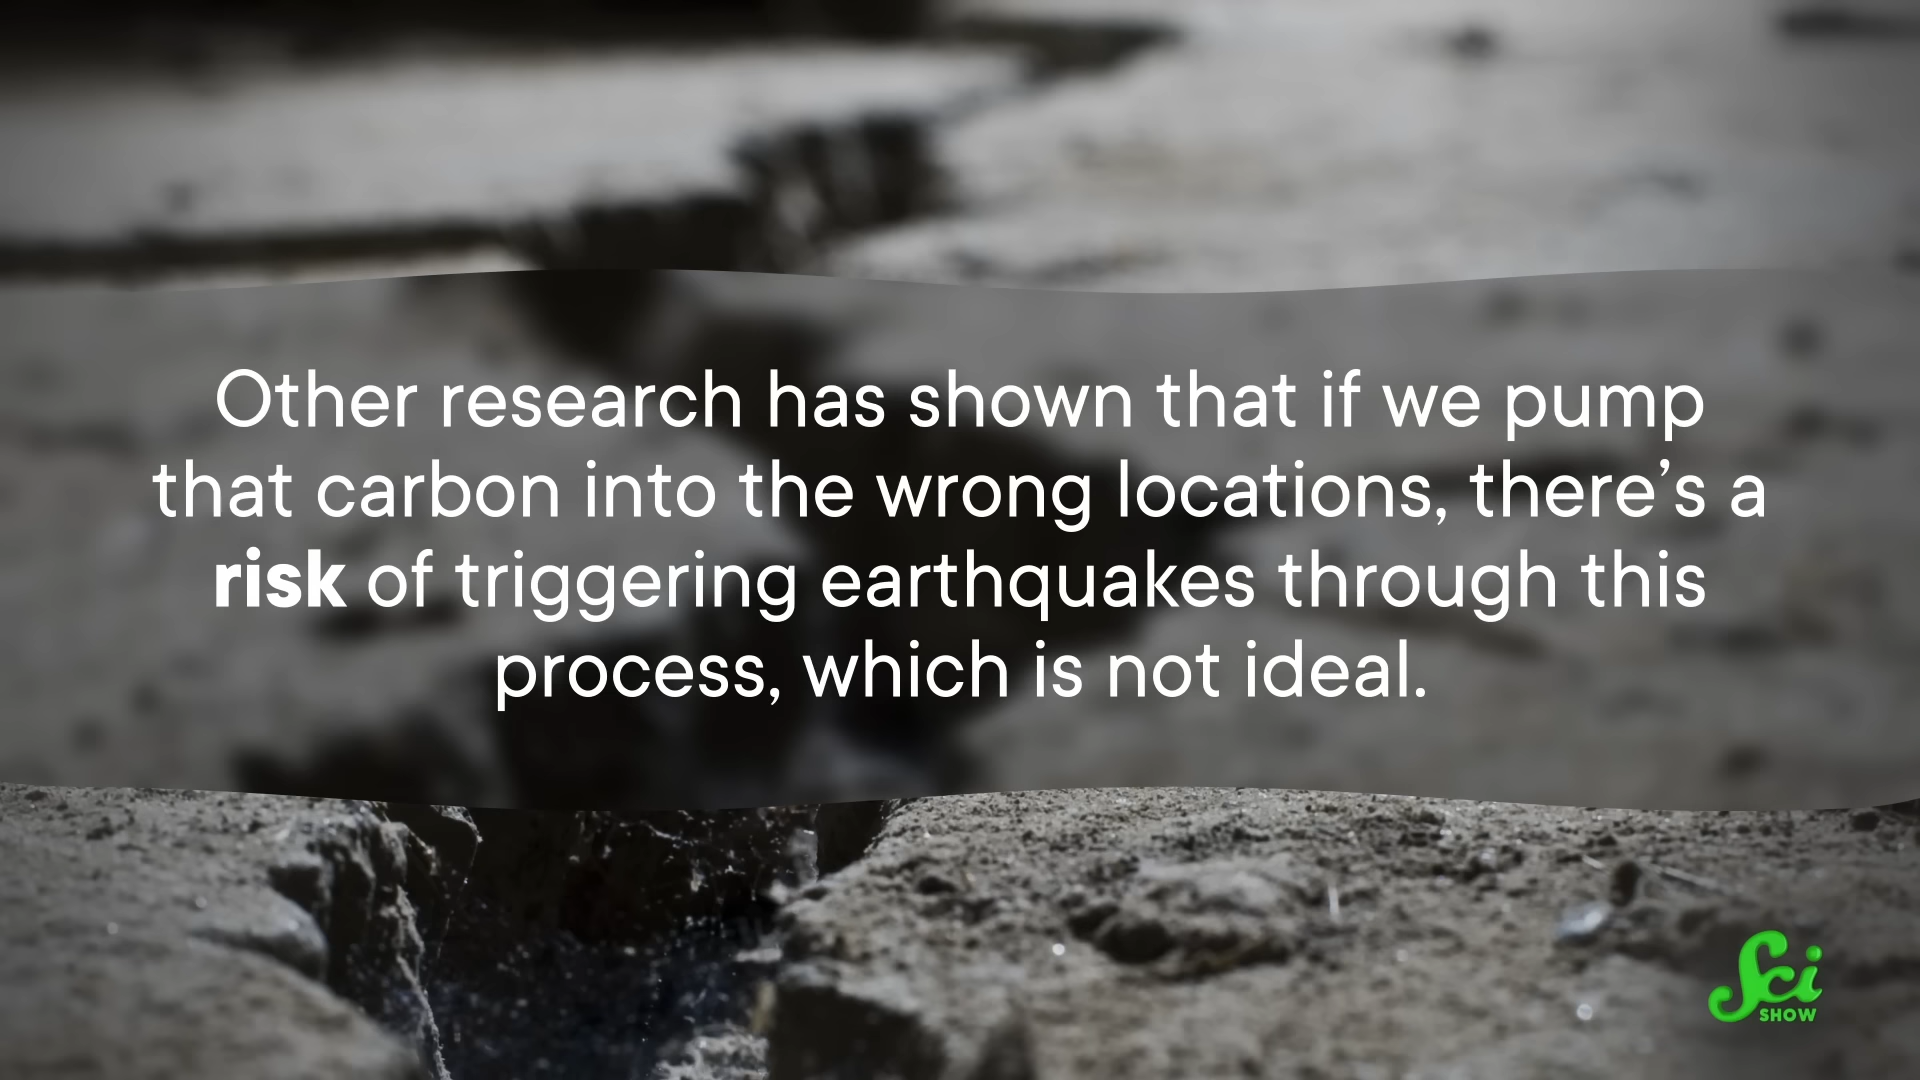 Other research has shown that if we pump
that carbon into the wrong locations, there’s a
risk of triggering earthquakes through this
process, which is not ideal.
Sci
SHOW